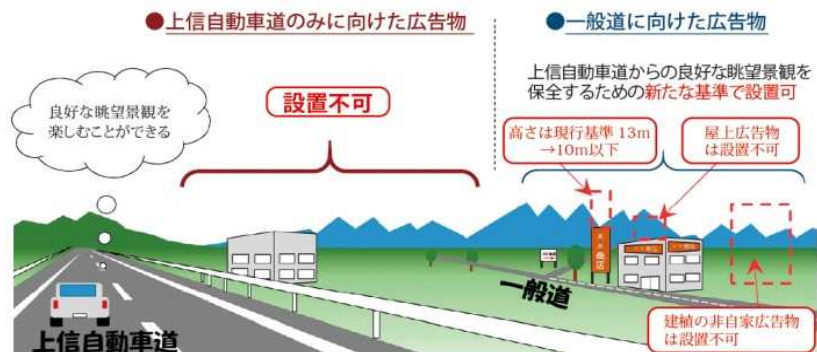 ●上信自動車道のみに向けた広告物
●一般道に向けた広告物
上信自動車道からの良好な眺望景観を
保全するための新たな基準で設置可
良好な眺望景観を
楽しむことができる
設置不可
高さは現行基準 13m
→10m以下
屋上広告物
は設置不可
××商店
一般道
上信自動車道
建植の非自家広告物
は設置不可